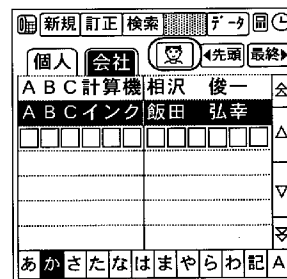 新規 訂正 検索 データ
個人 会社 ◀先頭 最終▶
ABC計算機 相沢 俊一
ABCインク 飯田 弘幸
□□□□□ □□□□□
あ か さ た な は ま や ら わ 記 A